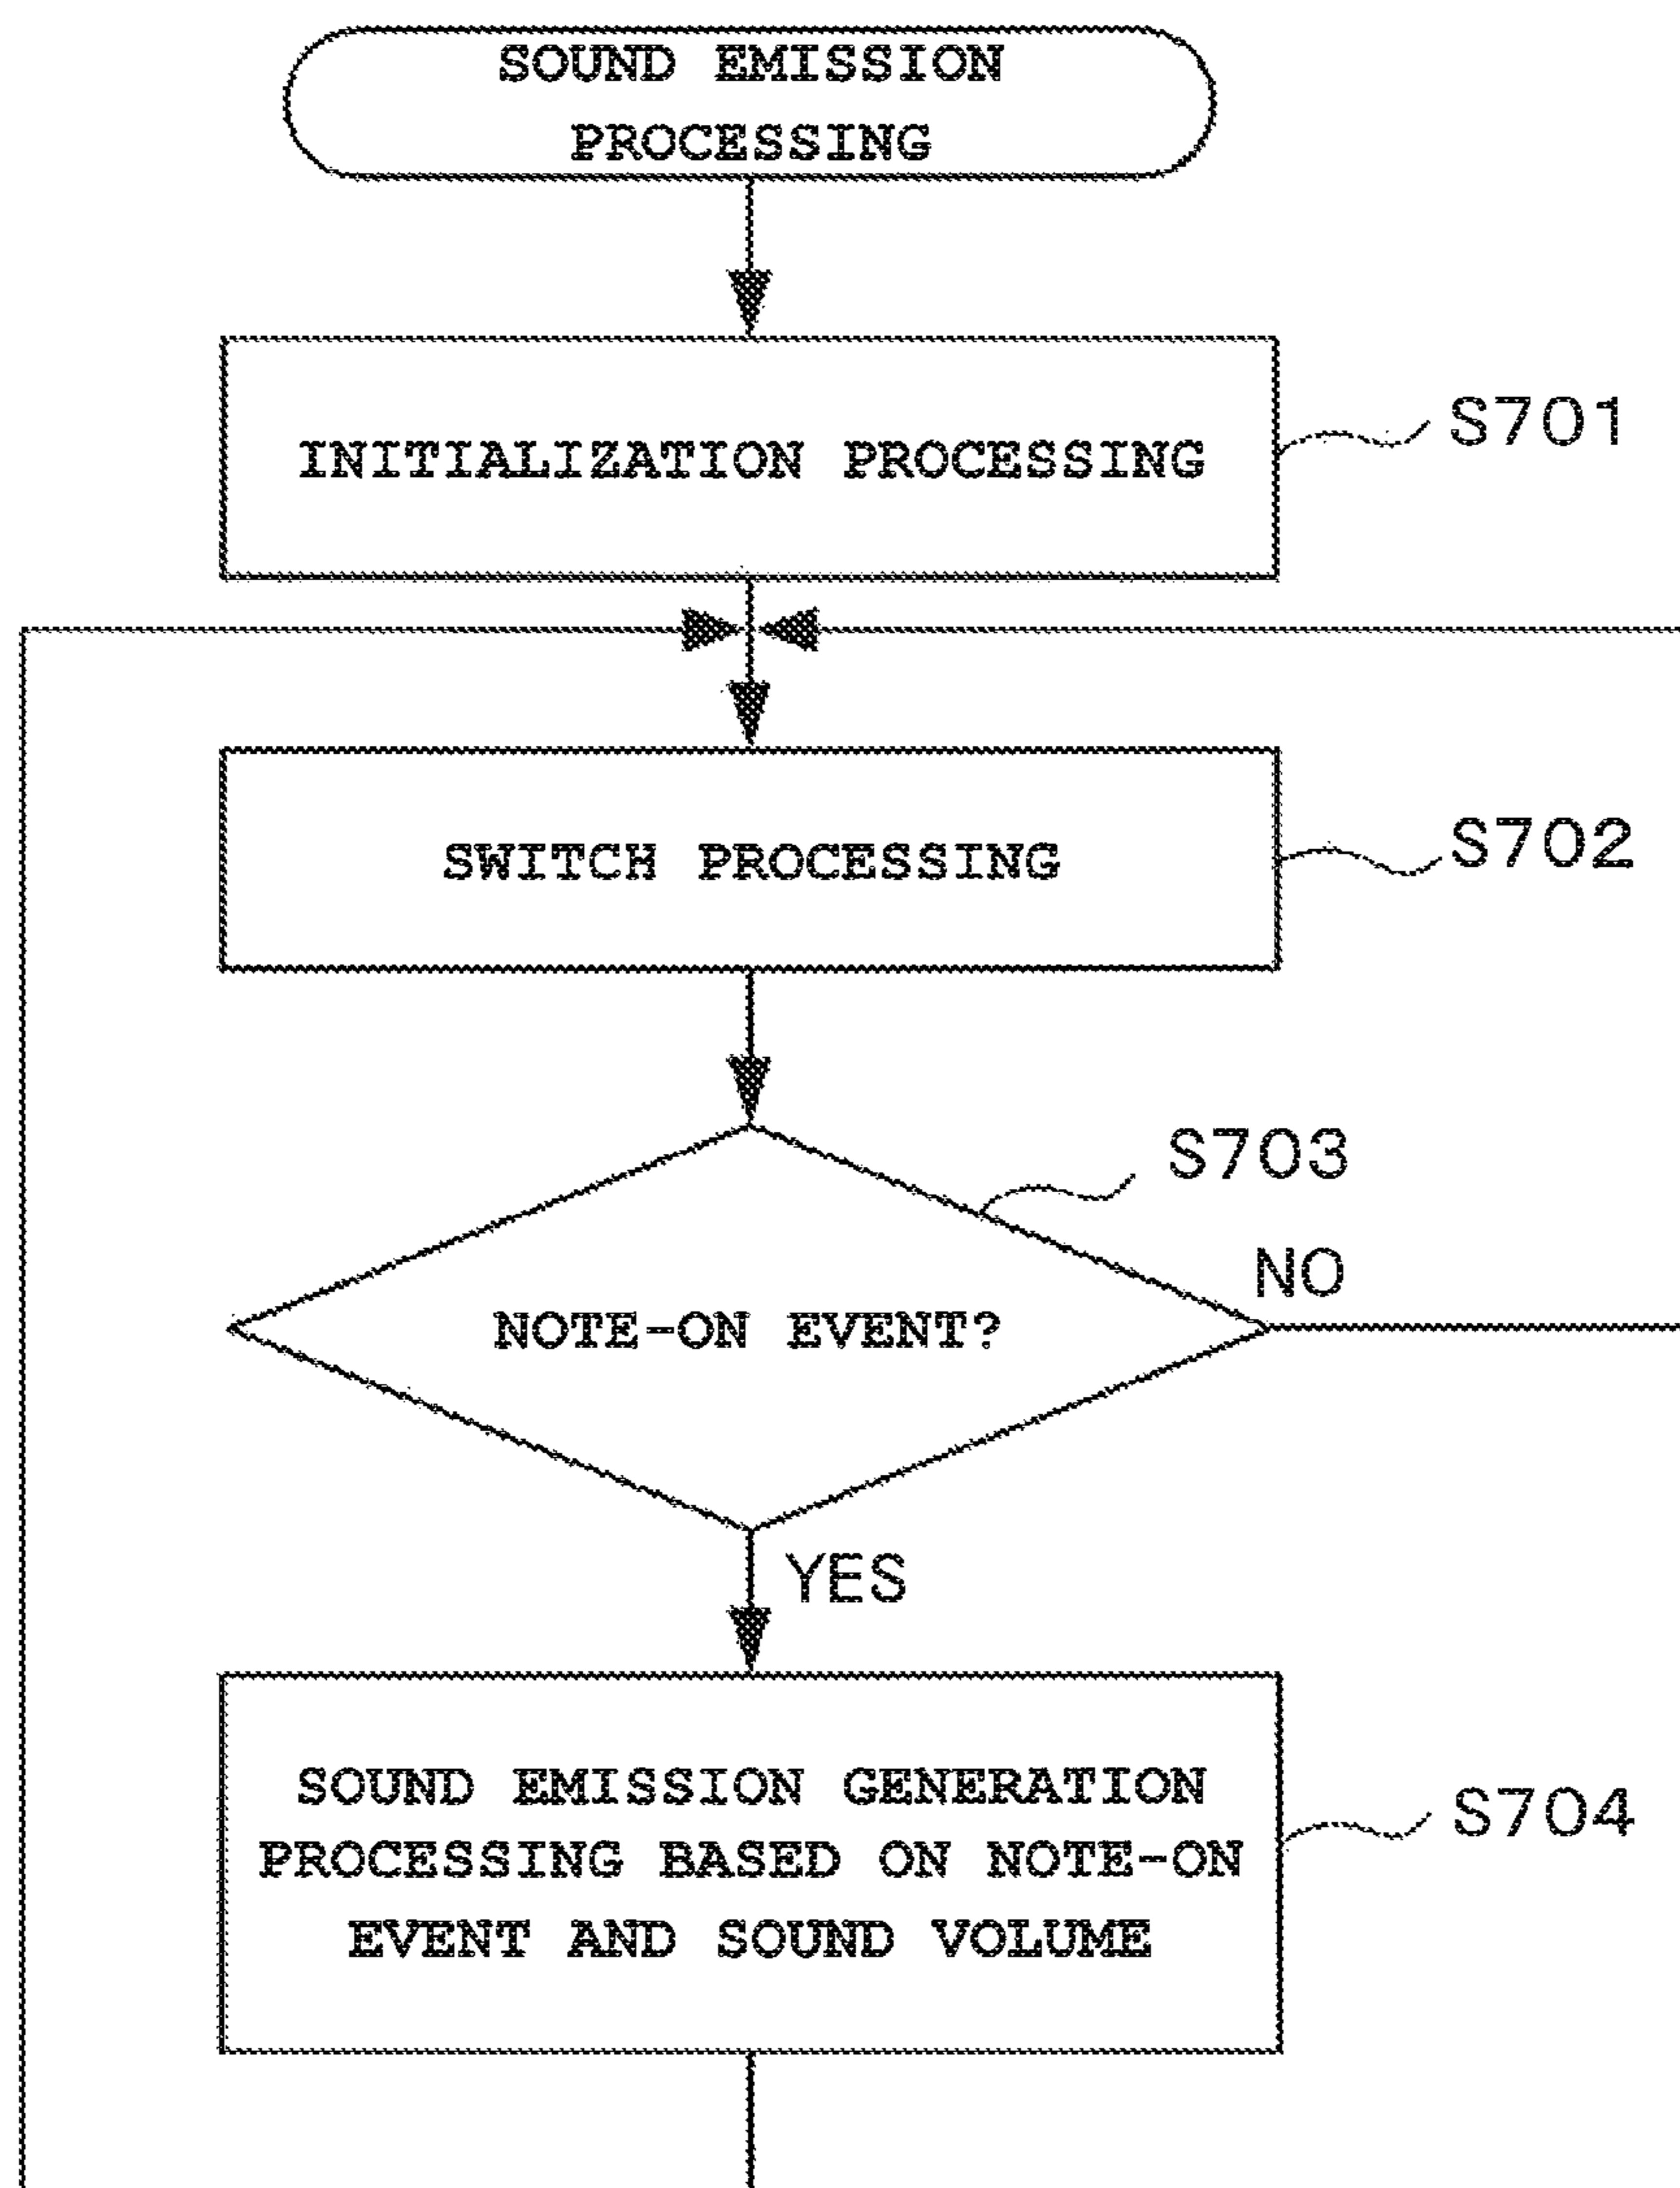 SOUND EMISSION
PROCESSING
INITIALIZATION PROCESSING
S701
SWITCH PROCESSING
S702
S703
NO
NOTE-ON EVENT?
YES
SOUND EMISSION GENERATION
PROCESSING BASED ON NOTE-ON
EVENT AND SOUND VOLUME
S704